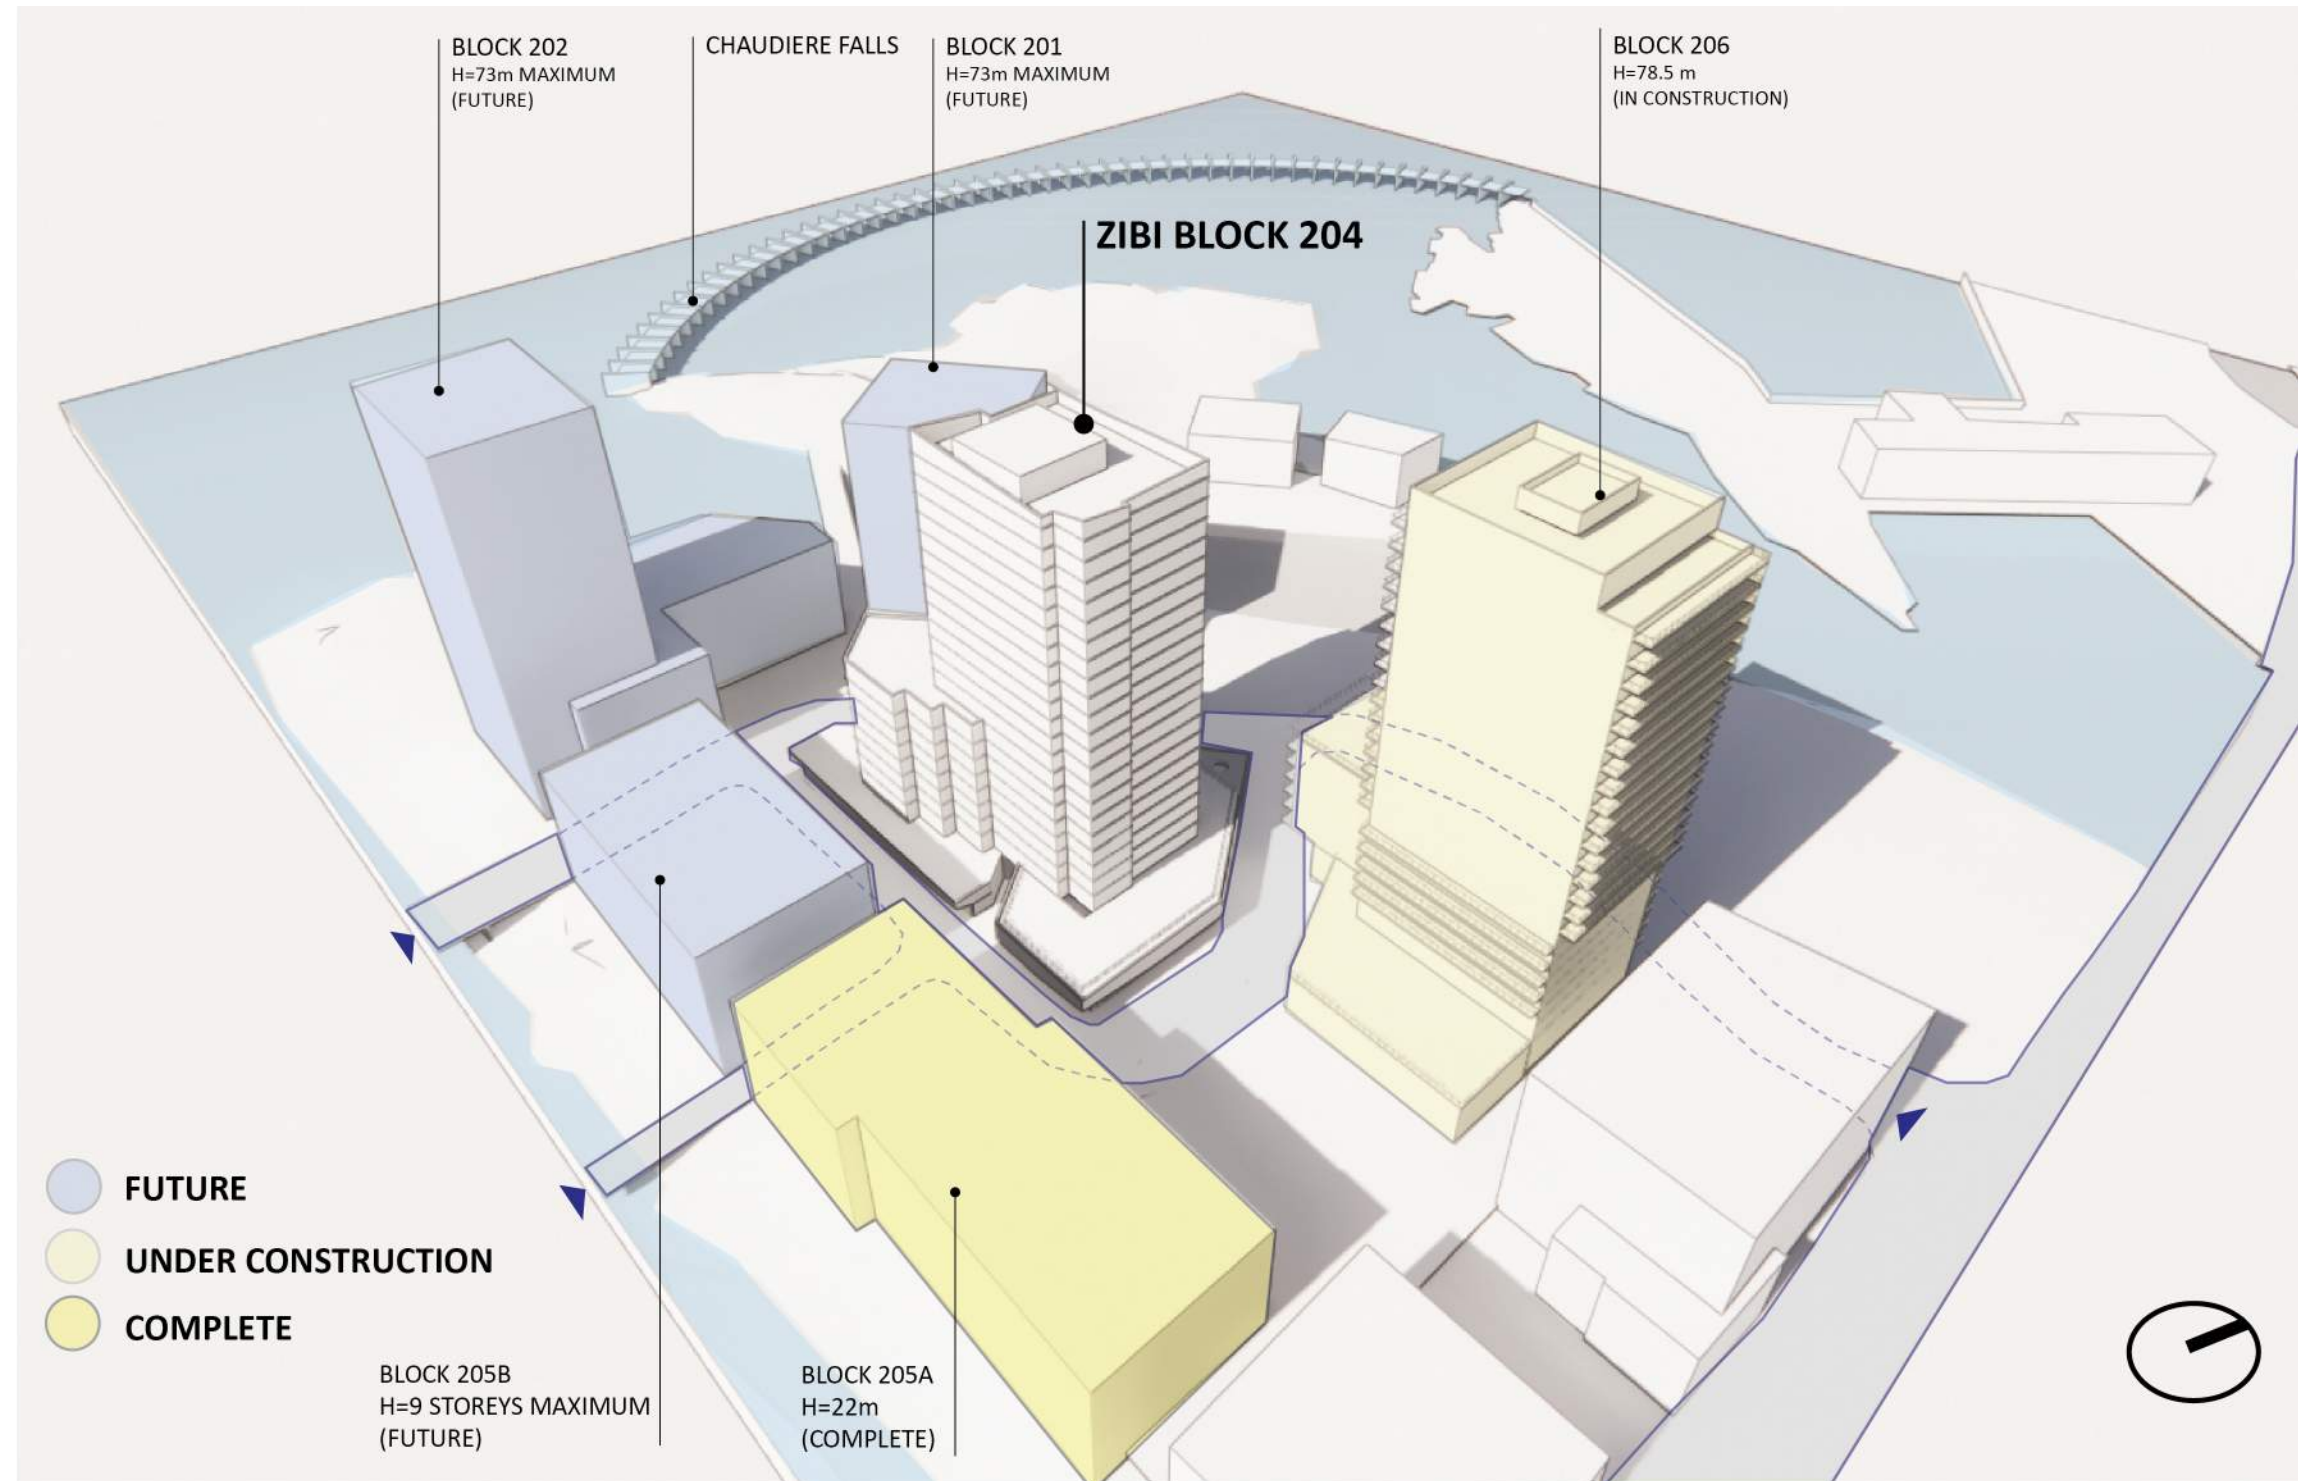 BLOCK 202
H=73m MAXIMUM
(FUTURE)
CHAUDIERE FALLS
BLOCK 201
H=73m MAXIMUM
(FUTURE)
BLOCK 206
H=78.5 m
(IN CONSTRUCTION)
ZIBI BLOCK 204
FUTURE
UNDER CONSTRUCTION
COMPLETE
BLOCK 205B
H=9 STOREYS MAXIMUM
(FUTURE)
BLOCK 205A
H=22m
(COMPLETE)